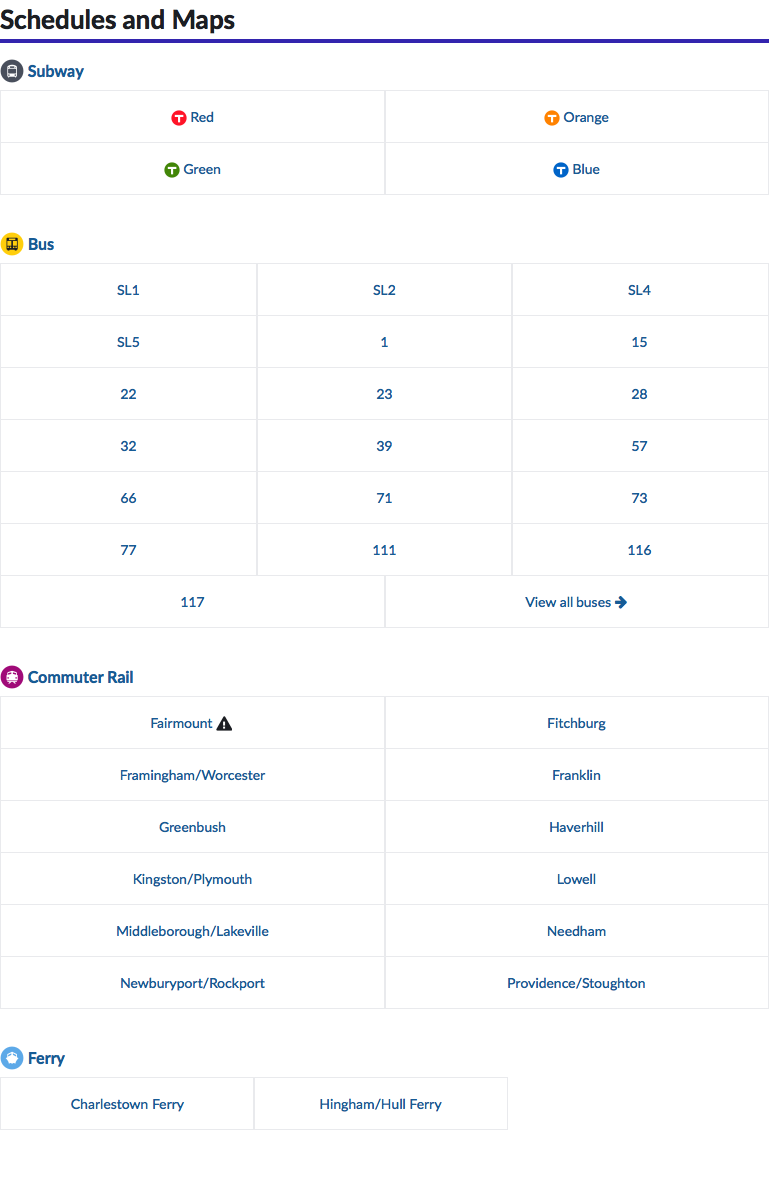 Schedules and Maps
Subway
T Red
T Orange
T Green
T Blue
Bus
SL1
SL2
SL4
SL5
1
15
22
23
28
32
39
57
66
71
73
77
111
116
117
View all buses
Commuter Rail
Fairmount
Fitchburg
Framingham/Worcester
Franklin
Greenbush
Haverhill
Kingston/Plymouth
Lowell
Middleborough/Lakeville
Needham
Newburyport/Rockport
Providence/Stoughton
Ferry
Charlestown Ferry
Hingham/Hull Ferry